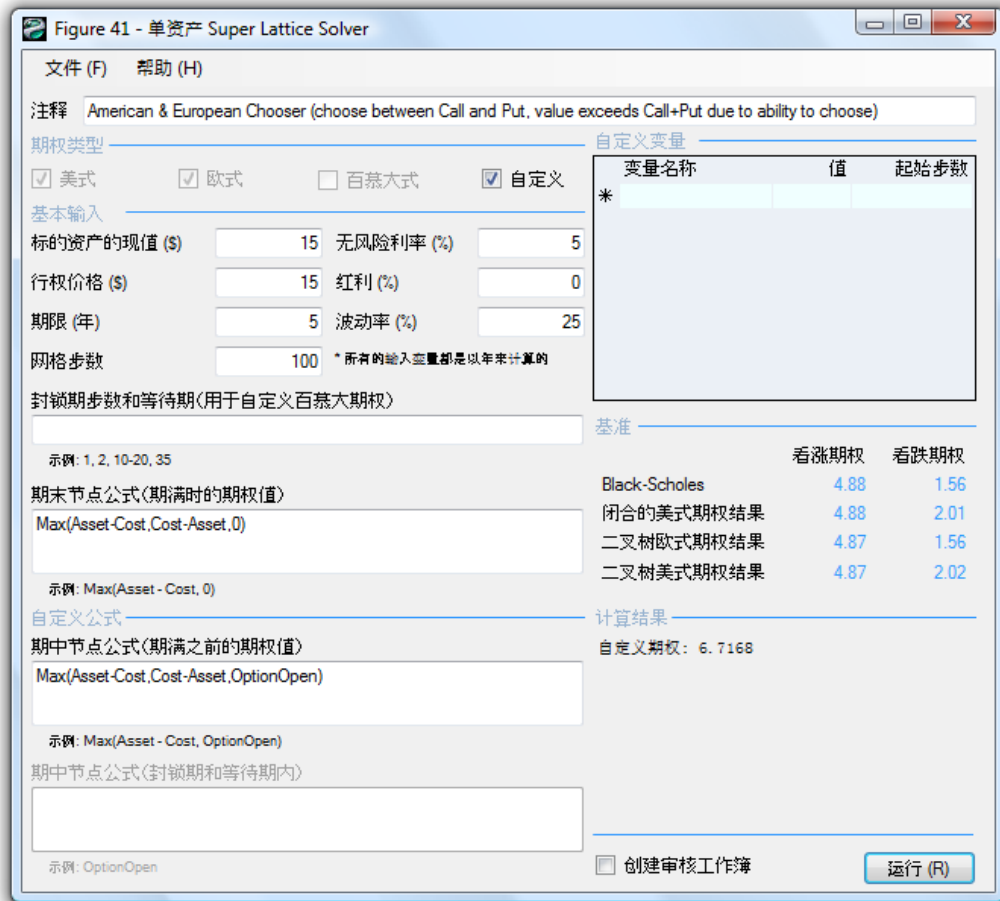 Figure 41 - 单资产 Super Lattice Solver
文件 (F) 帮助 (H)
注释 American & European Chooser (choose between Call and Put, value exceeds Call+Put due to ability to choose)
期权类型
美式 欧式 百慕大式 自定义
基本输入
标的资产的现值 ($) 15 无风险利率 (%) 5
行权价格 ($) 15 红利 (%) 0
期限 (年) 5 波动率 (%) 25
网格步数 100 * 所有的输入变量都是以年来计算的
封锁期步数和等待期(用于自定义百慕大期权)
示例: 1, 2, 10-20, 35
期末节点公式(期满时的期权值)
Max(Asset-Cost,Cost-Asset,0)
示例: Max(Asset - Cost, 0)
自定义公式
期中节点公式(期满之前的期权值)
Max(Asset-Cost,Cost-Asset,OptionOpen)
示例: Max(Asset - Cost, OptionOpen)
期中节点公式(封锁期和等待期内)
示例: OptionOpen
自定义变量
变量名称 值 起始步数
*
基准
看涨期权 看跌期权
Black-Scholes 4.88 1.56
闭合的美式期权结果 4.88 2.01
二叉树欧式期权结果 4.87 1.56
二叉树美式期权结果 4.87 2.02
计算结果
自定义期权: 6.7168
创建审核工作簿 运行 (R)